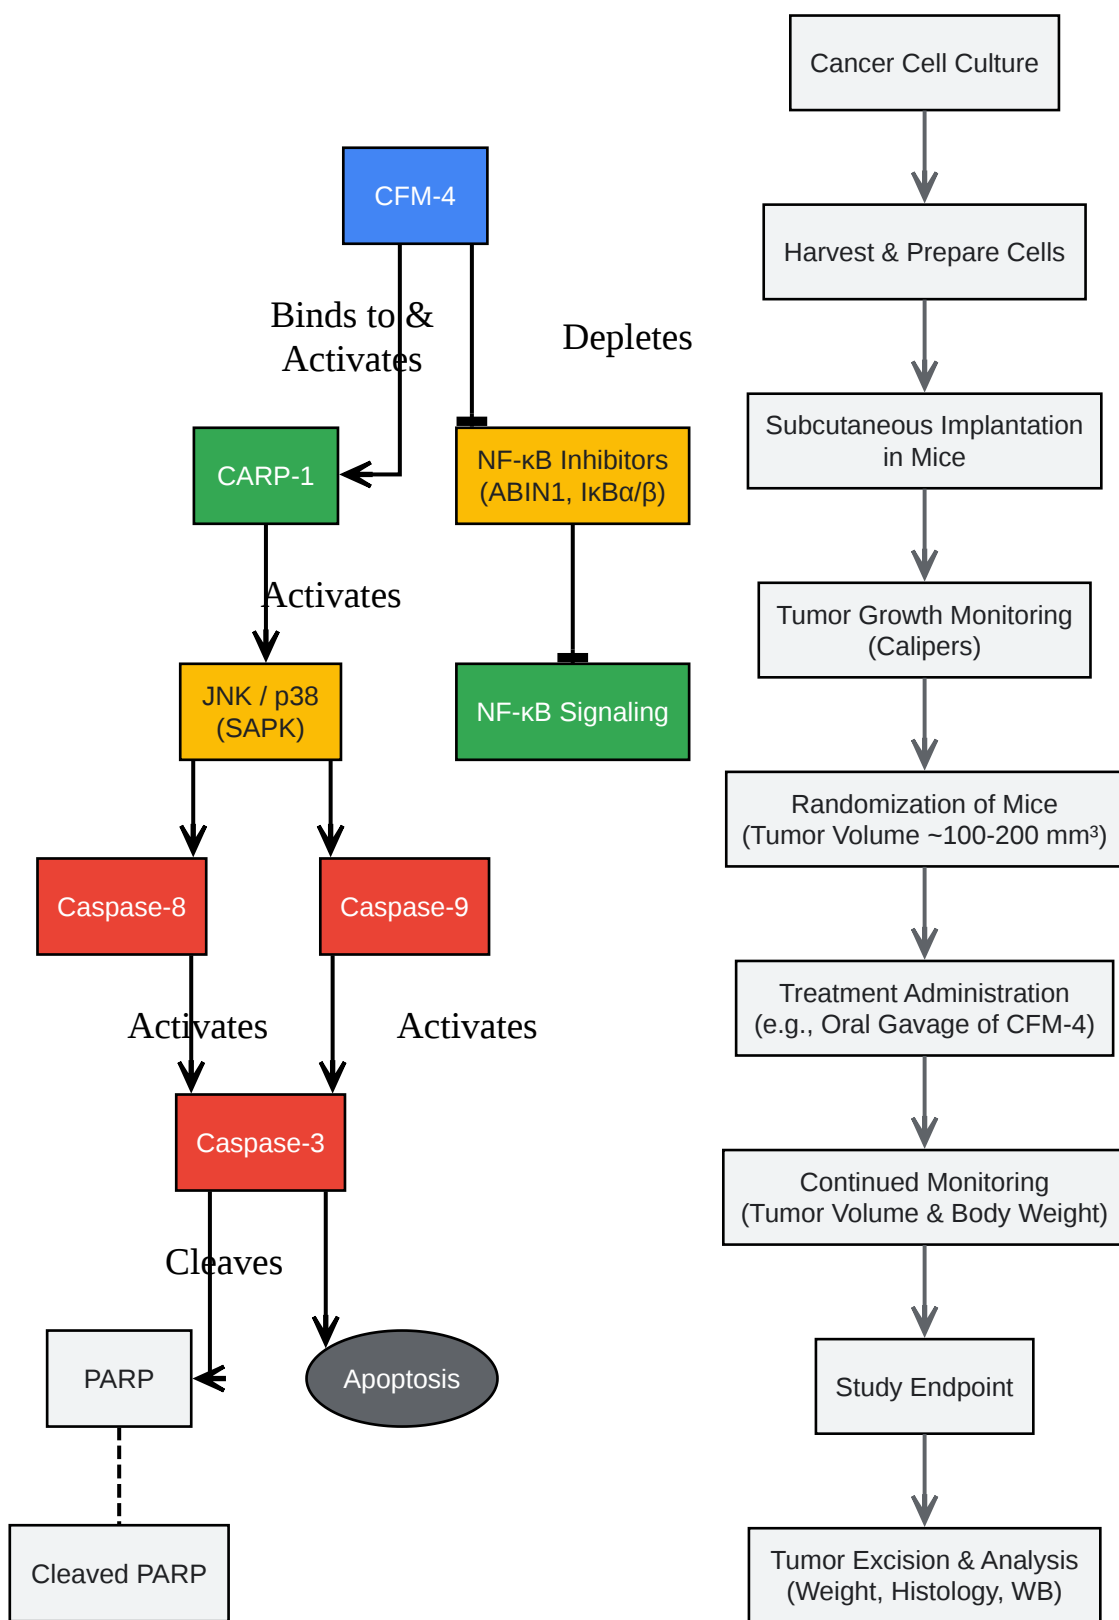 CFM-4
Binds to &
Activates
Depletes
CARP-1
NF-κB Inhibitors
(ABIN1, IκBα/β)
Activates
JNK / p38
(SAPK)
NF-κB Signaling
Caspase-8
Caspase-9
Activates
Activates
Caspase-3
Cleaves
PARP
Apoptosis
Cleaved PARP
Cancer Cell Culture
Harvest & Prepare Cells
Subcutaneous Implantation
in Mice
Tumor Growth Monitoring
(Calipers)
Randomization of Mice
(Tumor Volume ~100-200 mm³)
Treatment Administration
(e.g., Oral Gavage of CFM-4)
Continued Monitoring
(Tumor Volume & Body Weight)
Study Endpoint
Tumor Excision & Analysis
(Weight, Histology, WB)